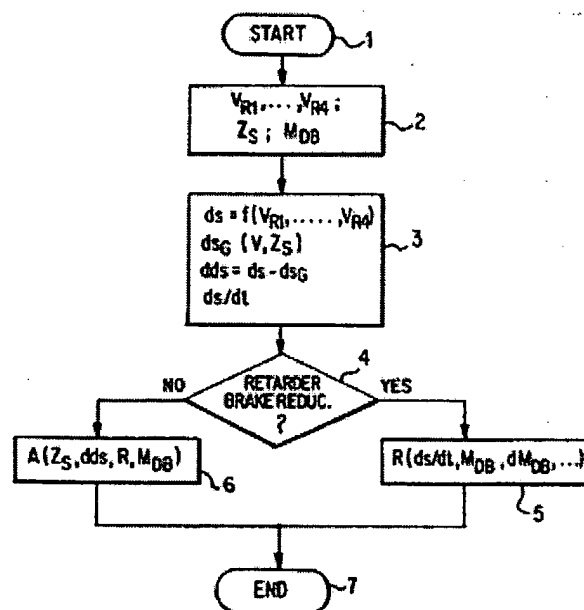 START
1
V_R1,...,V_R4;
Z_S; M_DB
2
ds = f(V_R1,.....,V_R4)
ds_G (V,Z_S)
dds = ds-ds_G
ds/dt
3
4
NO
YES
RETARDER
BRAKE REDUC.
?
A(Z_S,dds,R,M_DB)
6
R(ds/dt,M_DB,dM_DB,...)
5
END
7